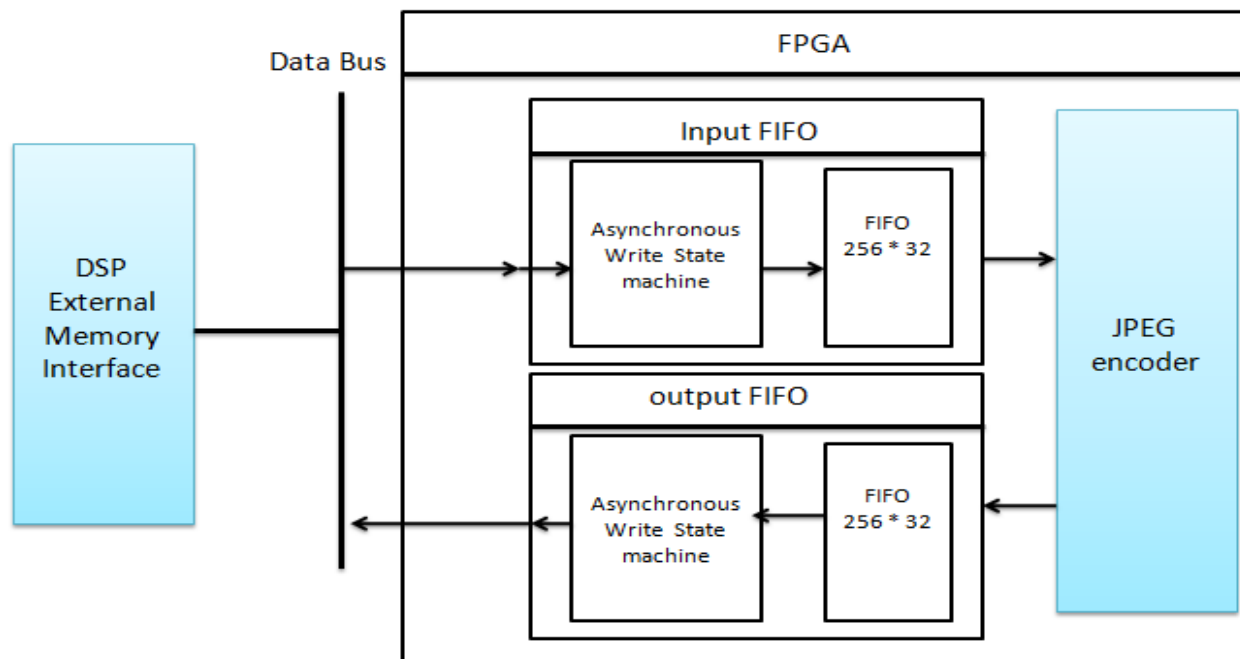 FPGA
Data Bus
Input FIFO
Asynchronous
Write State
machine
FIFO
256 * 32
DSP
External
Memory
Interface
JPEG
encoder
output FIFO
Asynchronous
Write State
machine
FIFO
256 * 32